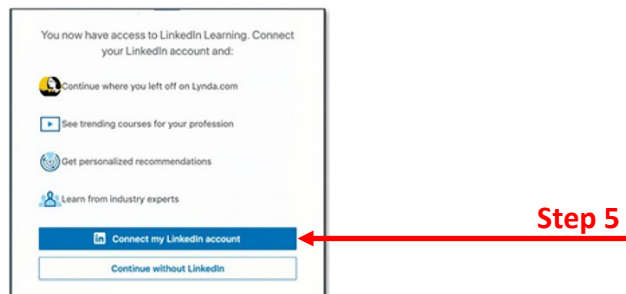 You now have access to LinkedIn Learning. Connect
your LinkedIn account and:
Continue where you left off on Lynda.com
See trending courses for your profession
Get personalized recommendations
Learn from industry experts
in Connect my LinkedIn account
Continue without LinkedIn
Step 5